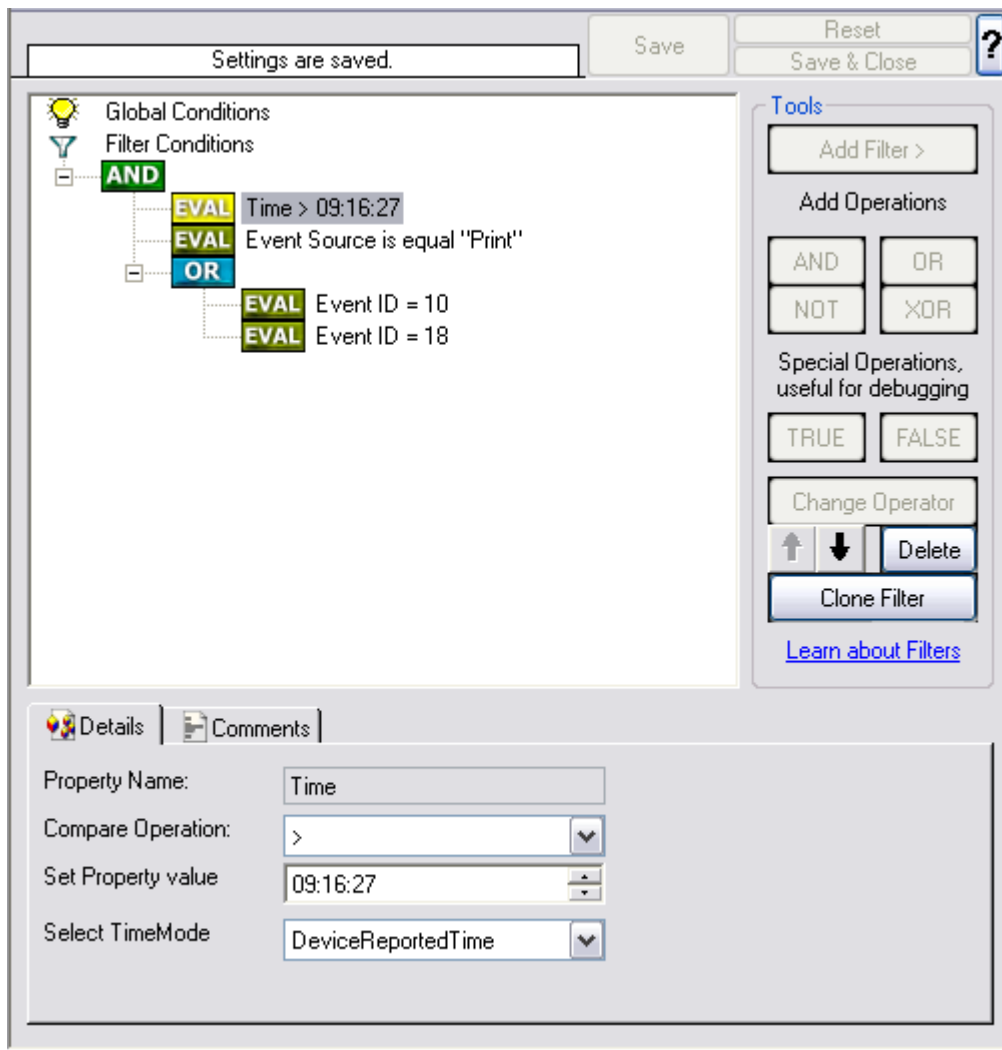 Settings are saved.
Save
Reset
Save & Close
?
Global Conditions
Filter Conditions
AND
EVAL Time > 09:16:27
EVAL Event Source is equal "Print"
OR
EVAL Event ID = 10
EVAL Event ID = 18
Tools
Add Filter >
Add Operations
AND OR
NOT XOR
Special Operations,
useful for debugging
TRUE FALSE
Change Operator
Delete
Clone Filter
Learn about Filters
Details Comments
Property Name: Time
Compare Operation: >
Set Property value 09:16:27
Select TimeMode DeviceReportedTime